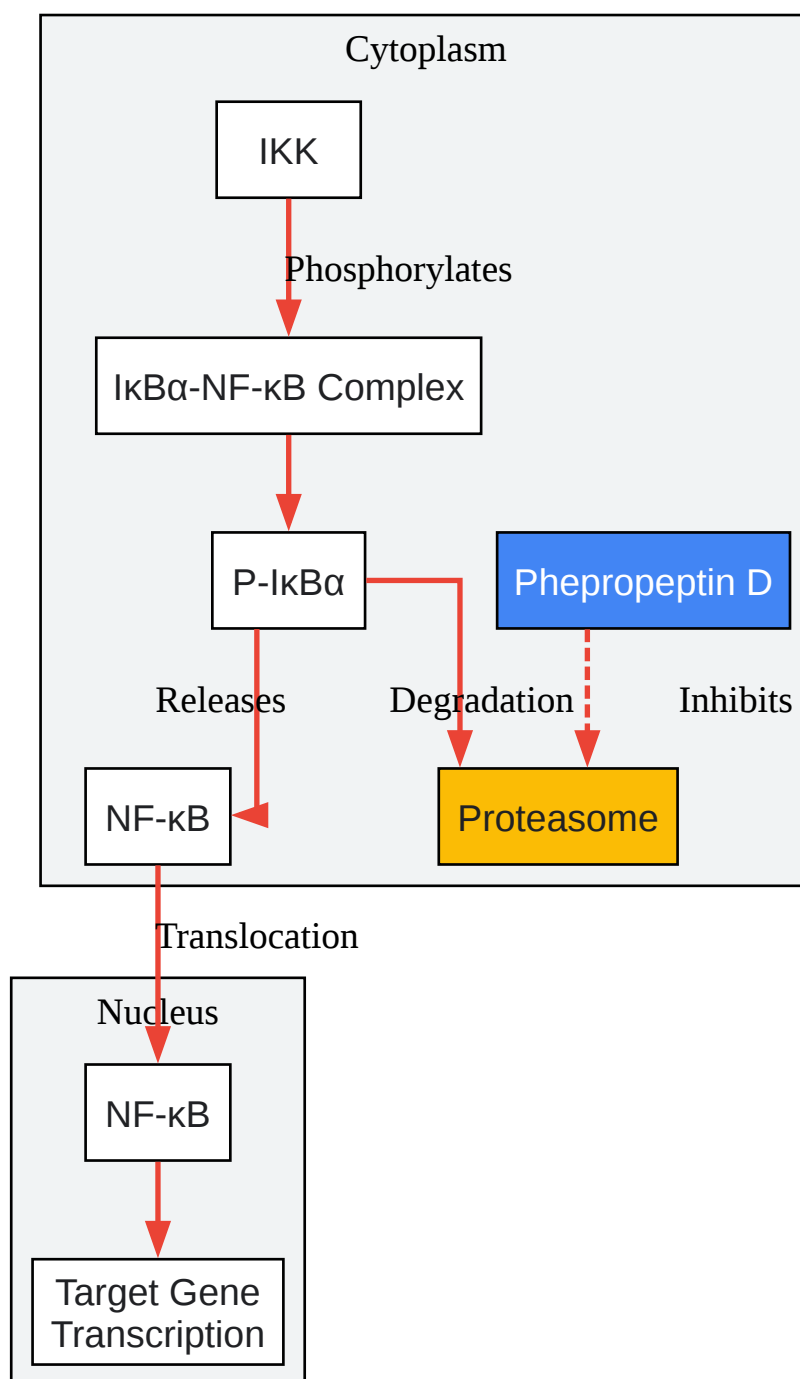 Cytoplasm
IKK
Phosphorylates
IκBα-NF-κB Complex
P-IκBα
Phepropeptin D
Releases
Degradation
Inhibits
NF-κB
Proteasome
Translocation
Nucleus
NF-κB
Target Gene
Transcription